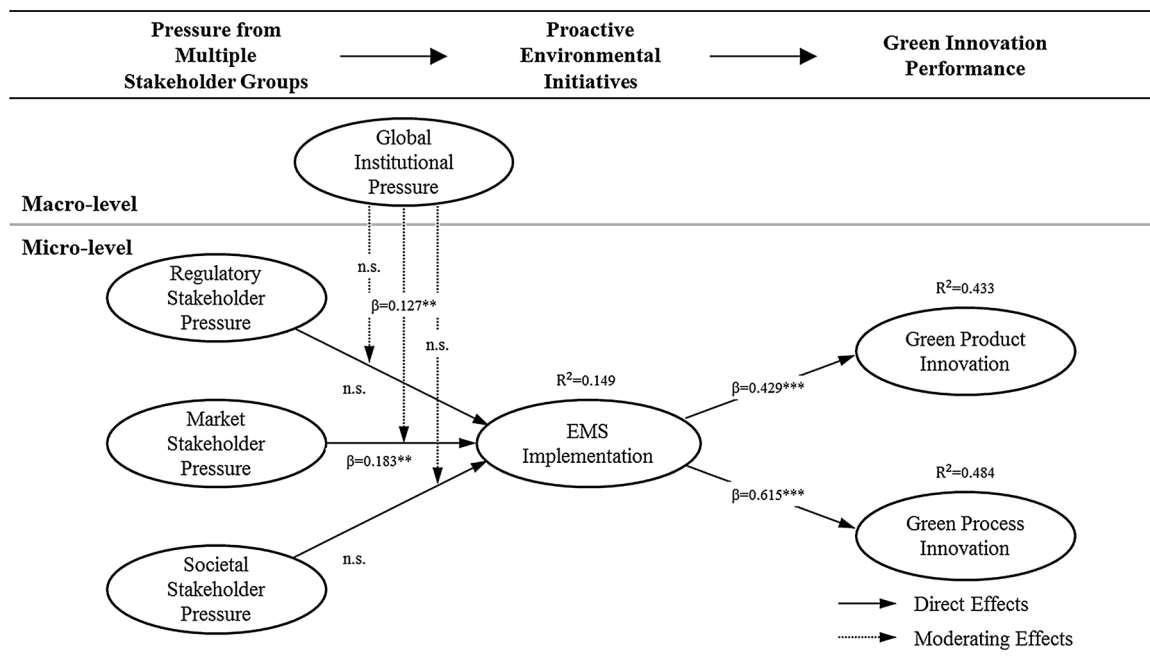 Pressure from
Multiple
Stakeholder Groups
Proactive
Environmental
Initiatives
Green Innovation
Performance
Global
Institutional
Pressure
Macro-level
Micro-level
Regulatory
Stakeholder
Pressure
n.s.
β=0.127**
n.s.
n.s.
Market
Stakeholder
Pressure
β=0.183**
Societal
Stakeholder
Pressure
n.s.
R²=0.149
EMS
Implementation
β=0.429***
β=0.615***
R²=0.433
Green Product
Innovation
R²=0.484
Green Process
Innovation
Direct Effects
Moderating Effects